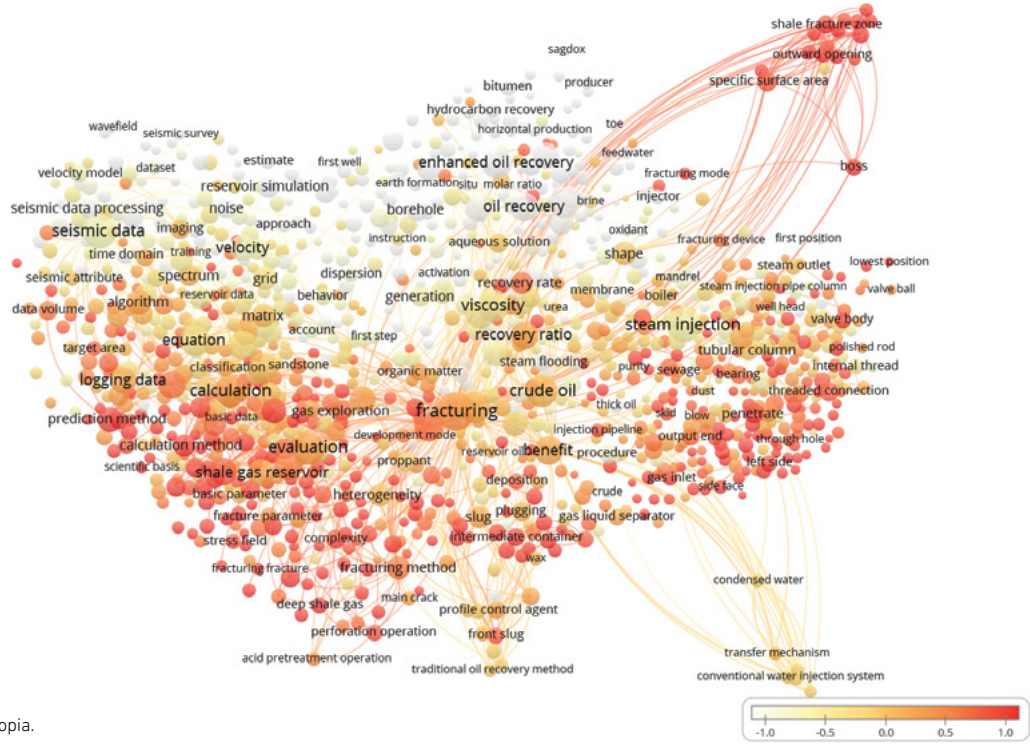 shale fracture zone
outward opening
sagdox
specific surface area
bitumen
producer
hydrocarbon recovery
wavefield
seismic survey
horizontal production
toe
feedwater
estimate
first well
enhanced oil recovery
boss
velocity model
dataset
fracturing mode
reservoir simulation
earth formation
situ
molar ratio
injector
seismic data processing
noise
borehole
oil recovery
brine
seismic data
imaging
approach
oxidant
instruction
aqueous solution
fracturing device
first position
time domain
training
velocity
shape
lowest position
seismic attribute
spectrum
grid
dispersion
activation
recovery rate
mandrel
steam outlet
steam injection pipe column
valve ball
data volume
algorithm
reservoir data
behavior
generation
viscosity
urea
membrane
boiler
well head
matrix
account
first step
recovery ratio
steam injection
valve body
target area
equation
tubular column
polished rod
classification
sandstone
organic matter
steam flooding
purity
sewage
bearing
internal thread
logging data
calculation
crude oil
dust
threaded connection
prediction method
basic data
gas exploration
fracturing
thick oil
skid
blow
penetrate
calculation method
evaluation
development mode
injection pipeline
output end
through hole
scientific basis
shale gas reservoir
proppant
reservoir oil
benefit
procedure
left side
basic parameter
heterogeneity
deposition
crude
gas inlet
side face
fracture parameter
slug
plugging
gas liquid separator
stress field
complexity
intermediate container
wax
fracturing fracture
fracturing method
condensed water
deep shale gas
main crack
profile control agent
perforation operation
front slug
acid pretreatment operation
traditional oil recovery method
transfer mechanism
conventional water injection system
opia.
-1.0 -0.5 0.0 0.5 1.0